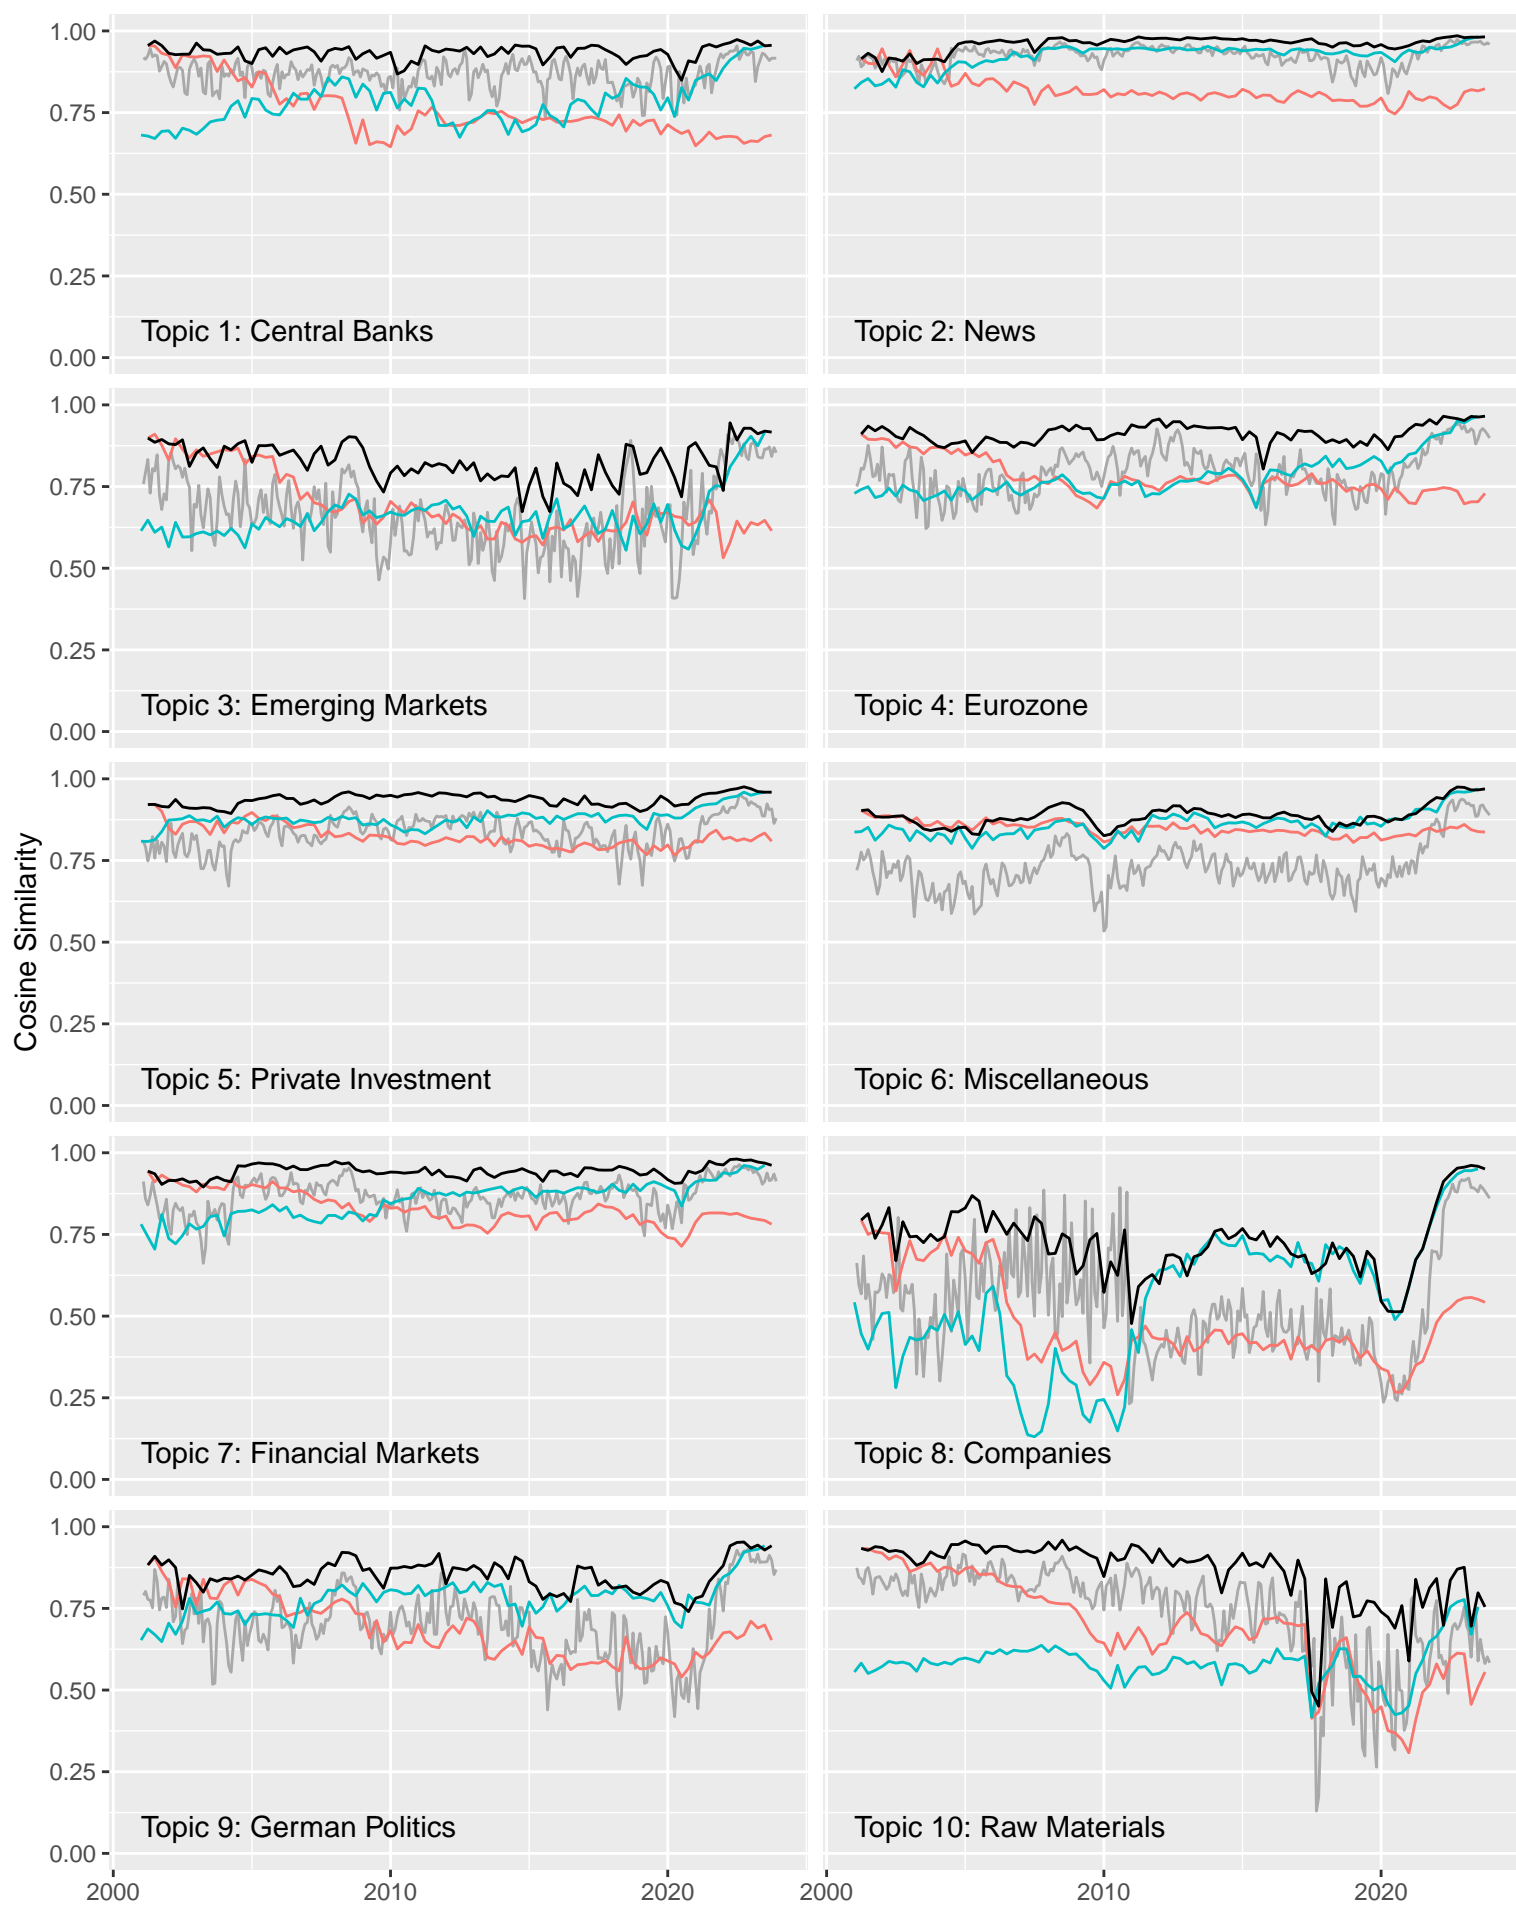 Cosine Similarity
1.00
0.75
0.50
0.25
0.00
Topic 1: Central Banks
Topic 2: News
1.00
0.75
0.50
0.25
0.00
Topic 3: Emerging Markets
Topic 4: Eurozone
1.00
0.75
0.50
0.25
0.00
Topic 5: Private Investment
Topic 6: Miscellaneous
1.00
0.75
0.50
0.25
0.00
Topic 7: Financial Markets
Topic 8: Companies
1.00
0.75
0.50
0.25
0.00
Topic 9: German Politics
Topic 10: Raw Materials
2000 2010 2020
2000 2010 2020